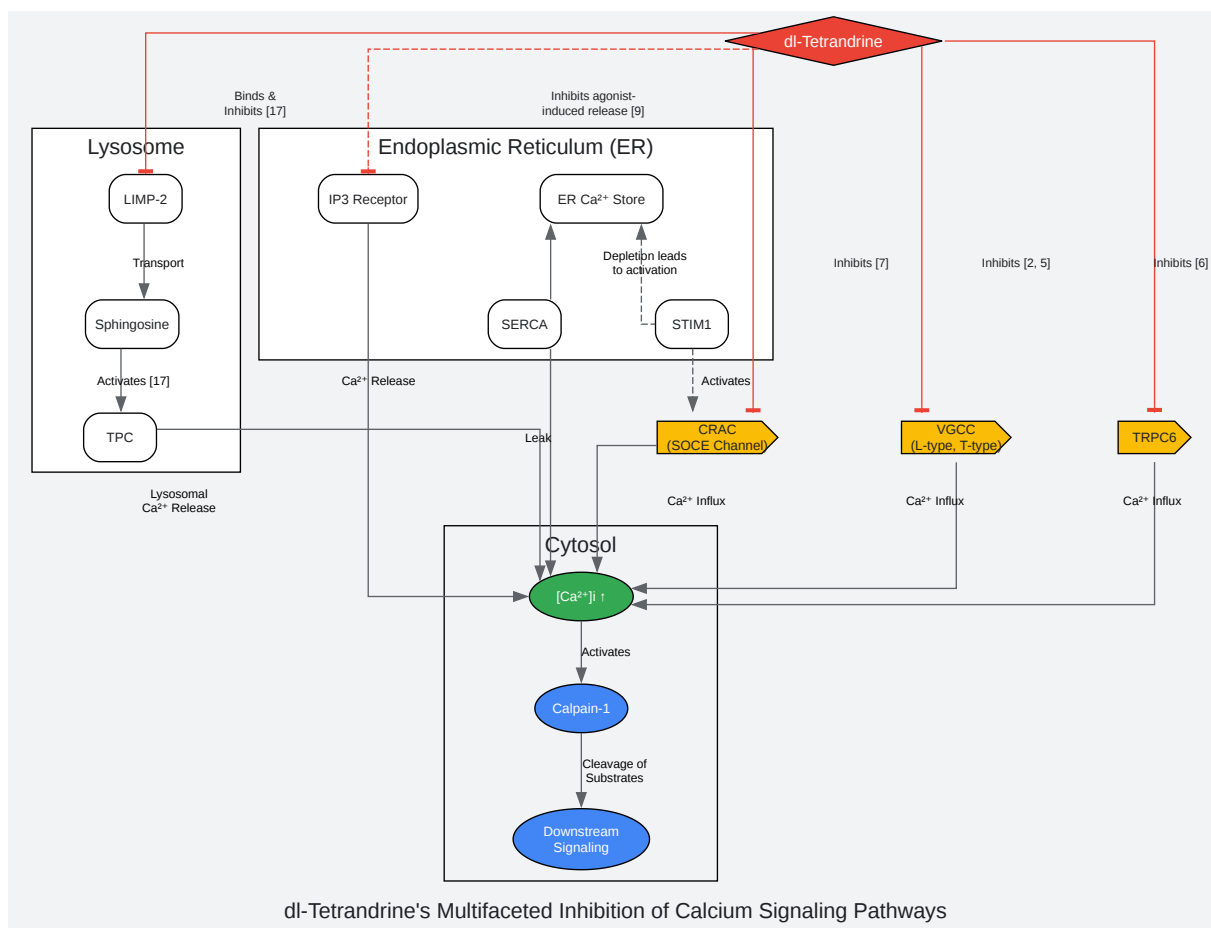 dl-Tetrandrine
Binds &
Inhibits [17]
Inhibits agonist-
induced release [9]
Lysosome
Endoplasmic Reticulum (ER)
LIMP-2
IP3 Receptor
ER Ca²⁺ Store
Transport
Depletion leads
to activation
Inhibits [7]
Inhibits [2, 5]
Inhibits [6]
Sphingosine
SERCA
STIM1
Activates [17]
Ca²⁺ Release
Activates
TPC
Leak
CRAC
(SOCE Channel)
VGCC
(L-type, T-type)
TRPC6
Lysosomal
Ca²⁺ Release
Ca²⁺ Influx
Ca²⁺ Influx
Ca²⁺ Influx
Cytosol
[Ca²⁺]i ↑
Activates
Calpain-1
Cleavage of
Substrates
Downstream
Signaling
dl-Tetrandrine's Multifaceted Inhibition of Calcium Signaling Pathways